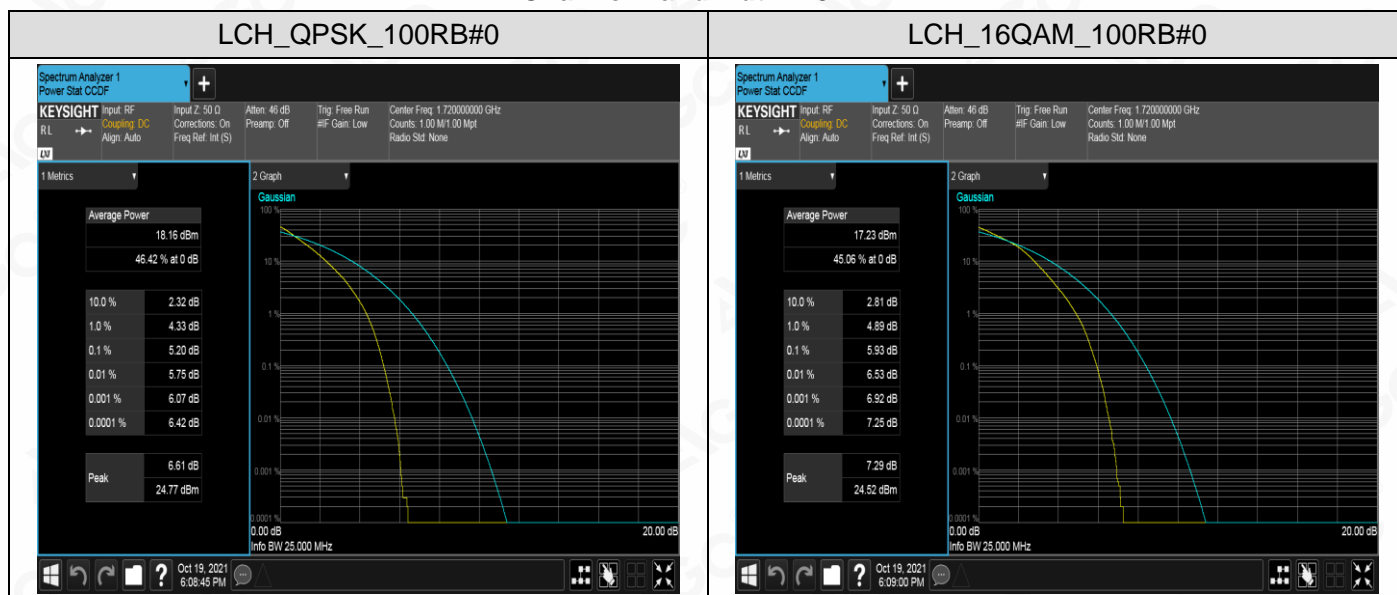 LCH_QPSK_100RB#0
Spectrum Analyzer 1
Power Stat CCDF
+
KEYSIGHT
RL
LXI
Input: RF
Coupling: DC
Align: Auto
Input Z: 50 Ω
Corrections: On
Freq Ref: Int (S)
Atten: 46 dB
Preamp: Off
Trig: Free Run
#IF Gain: Low
Center Freq: 1.720000000 GHz
Counts: 1.00 M/1.00 Mpt
Radio Std: None
1 Metrics
Average Power
18.16 dBm
46.42 % at 0 dB
10.0 % 2.32 dB
1.0 % 4.33 dB
0.1 % 5.20 dB
0.01 % 5.75 dB
0.001 % 6.07 dB
0.0001 % 6.42 dB
Peak
6.61 dB
24.77 dBm
2 Graph
Gaussian
100 %
10 %
1 %
0.1 %
0.01 %
0.001 %
0.0001 %
0.00 dB 20.00 dB
Info BW 25.000 MHz
?
Oct 19, 2021
6:08:45 PM
LCH_16QAM_100RB#0
Spectrum Analyzer 1
Power Stat CCDF
+
KEYSIGHT
RL
LXI
Input: RF
Coupling: DC
Align: Auto
Input Z: 50 Ω
Corrections: On
Freq Ref: Int (S)
Atten: 46 dB
Preamp: Off
Trig: Free Run
#IF Gain: Low
Center Freq: 1.720000000 GHz
Counts: 1.00 M/1.00 Mpt
Radio Std: None
1 Metrics
Average Power
17.23 dBm
45.06 % at 0 dB
10.0 % 2.81 dB
1.0 % 4.89 dB
0.1 % 5.93 dB
0.01 % 6.53 dB
0.001 % 6.92 dB
0.0001 % 7.25 dB
Peak
7.29 dB
24.52 dBm
2 Graph
Gaussian
100 %
10 %
1 %
0.1 %
0.01 %
0.001 %
0.0001 %
0.00 dB 20.00 dB
Info BW 25.000 MHz
?
Oct 19, 2021
6:09:00 PM